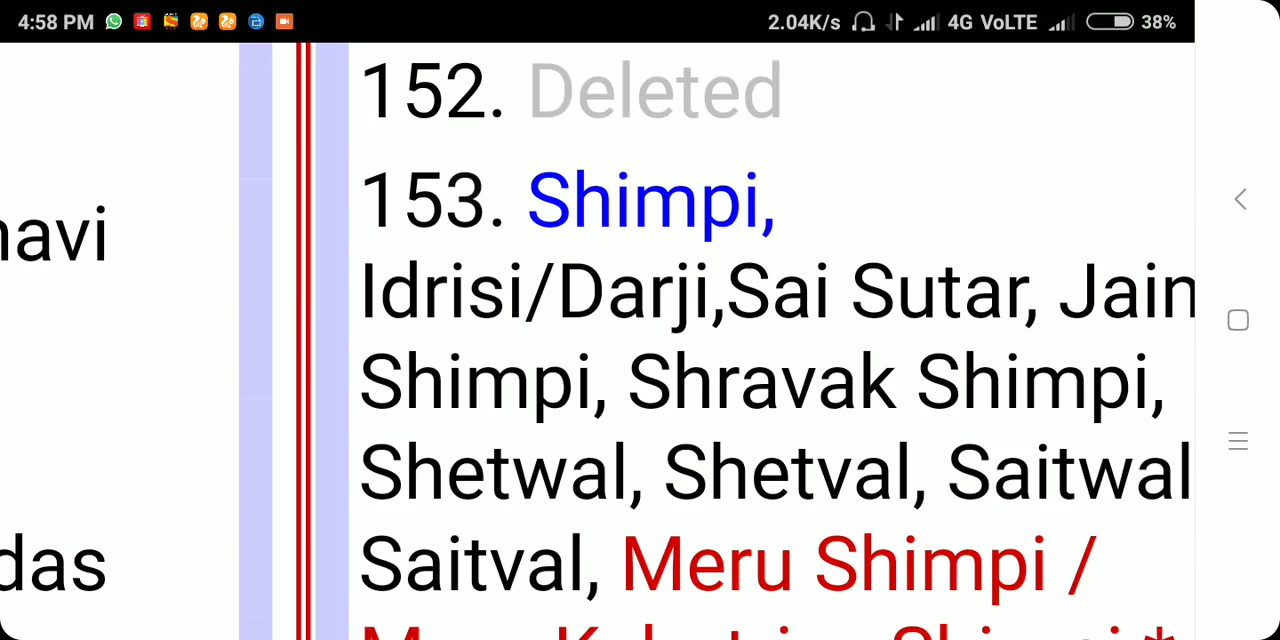 4:58 PM 2.04K/s 4G VoLTE 38%
152. Deleted
153. Shimpi,
navi
Idrisi/Darji,Sai Sutar, Jain
Shimpi, Shravak Shimpi,
Shetwal, Shetval, Saitwal
Saitval, Meru Shimpi /
das